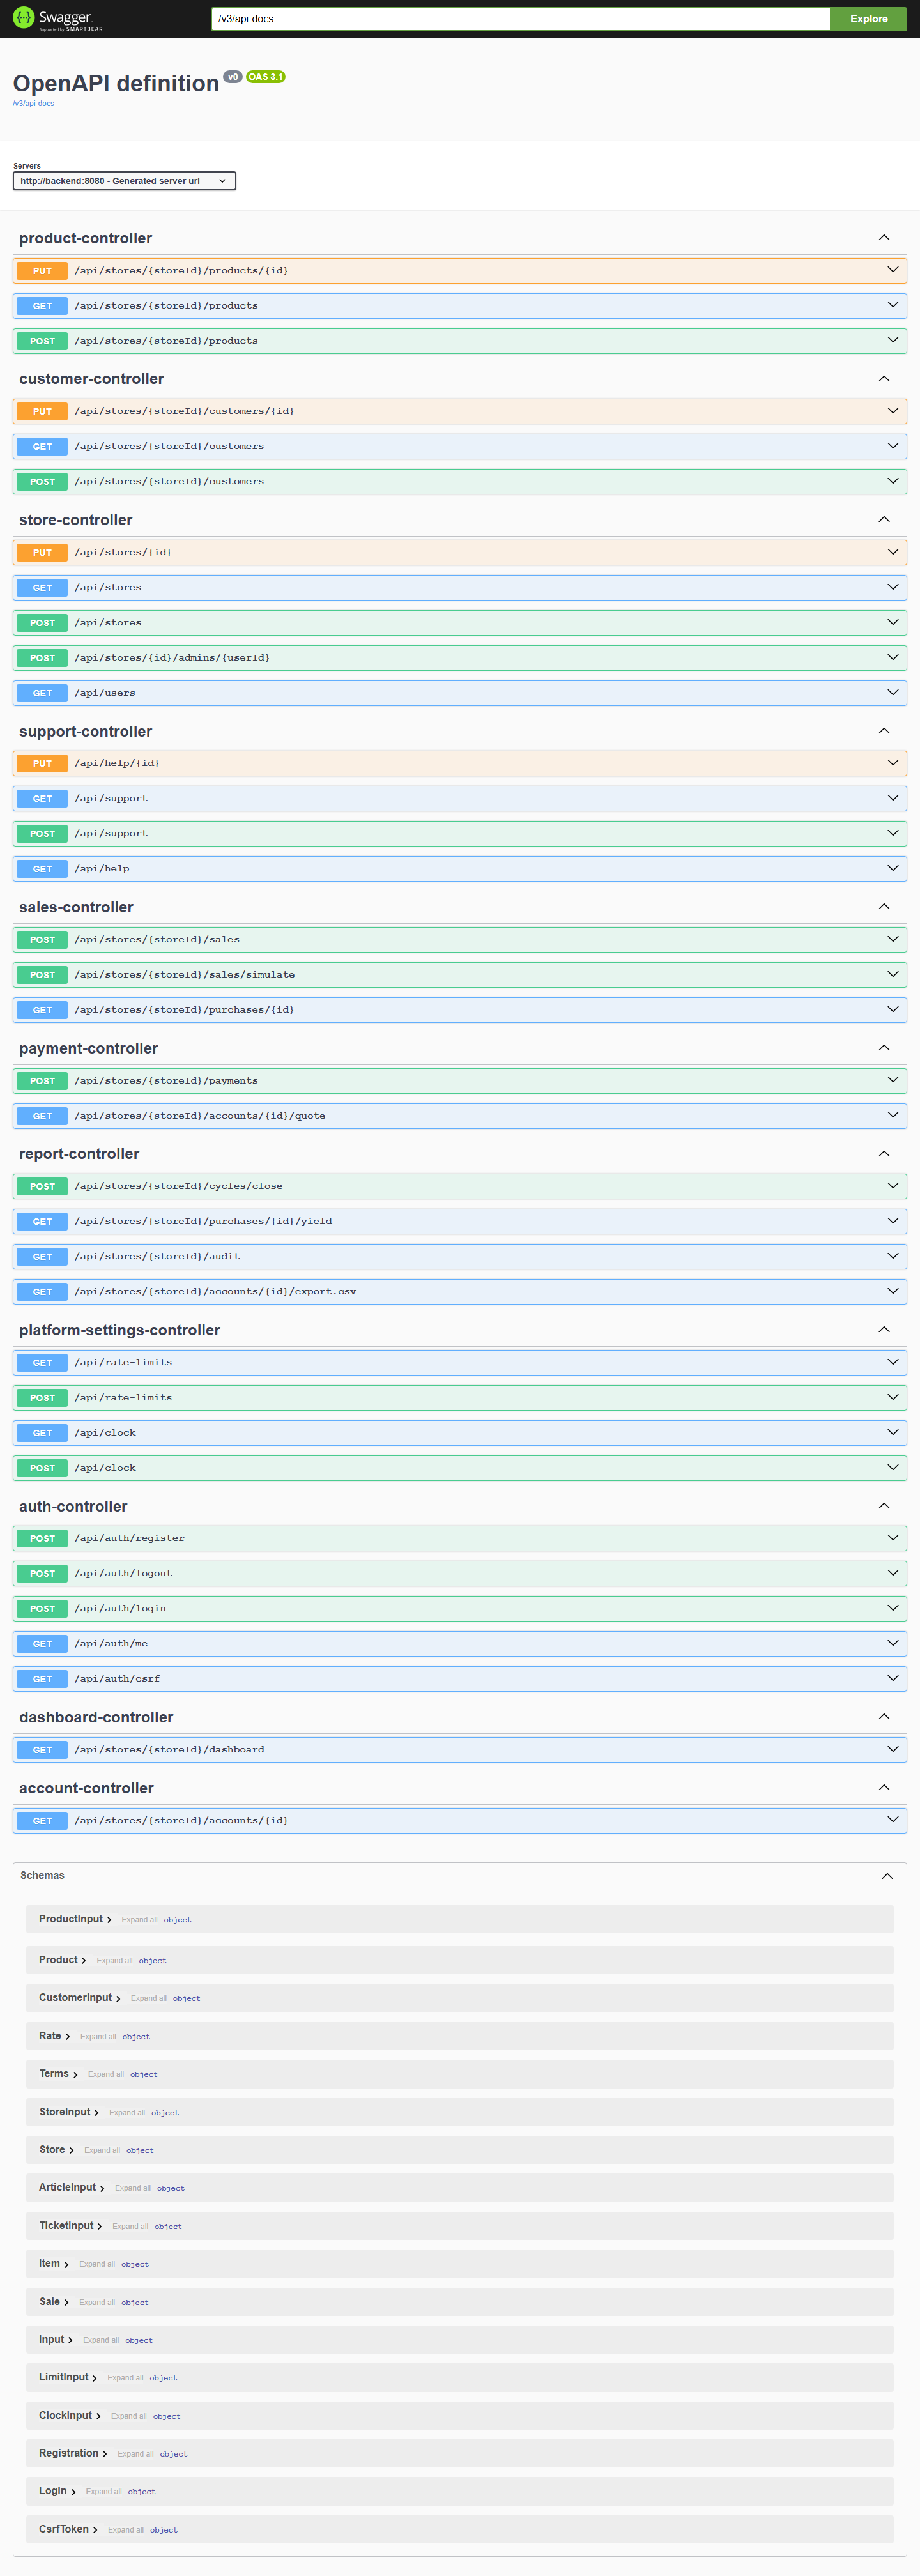 Swagger.
Supported by SMARTBEAR
/v3/api-docs
Explore
OpenAPI definition v0 OAS 3.1
/v3/api-docs
Servers
http://backend:8080 - Generated server url
product-controller
PUT /api/stores/{storeId}/products/{id}
GET /api/stores/{storeId}/products
POST /api/stores/{storeId}/products
customer-controller
PUT /api/stores/{storeId}/customers/{id}
GET /api/stores/{storeId}/customers
POST /api/stores/{storeId}/customers
store-controller
PUT /api/stores/{id}
GET /api/stores
POST /api/stores
POST /api/stores/{id}/admins/{userId}
GET /api/users
support-controller
PUT /api/help/{id}
GET /api/support
POST /api/support
GET /api/help
sales-controller
POST /api/stores/{storeId}/sales
POST /api/stores/{storeId}/sales/simulate
GET /api/stores/{storeId}/purchases/{id}
payment-controller
POST /api/stores/{storeId}/payments
GET /api/stores/{storeId}/accounts/{id}/quote
report-controller
POST /api/stores/{storeId}/cycles/close
GET /api/stores/{storeId}/purchases/{id}/yield
GET /api/stores/{storeId}/audit
GET /api/stores/{storeId}/accounts/{id}/export.csv
platform-settings-controller
GET /api/rate-limits
POST /api/rate-limits
GET /api/clock
POST /api/clock
auth-controller
POST /api/auth/register
POST /api/auth/logout
POST /api/auth/login
GET /api/auth/me
GET /api/auth/csrf
dashboard-controller
GET /api/stores/{storeId}/dashboard
account-controller
GET /api/stores/{storeId}/accounts/{id}
Schemas
ProductInput Expand all object
Product Expand all object
CustomerInput Expand all object
Rate Expand all object
Terms Expand all object
StoreInput Expand all object
Store Expand all object
ArticleInput Expand all object
TicketInput Expand all object
Item Expand all object
Sale Expand all object
Input Expand all object
LimitInput Expand all object
ClockInput Expand all object
Registration Expand all object
Login Expand all object
CsrfToken Expand all object